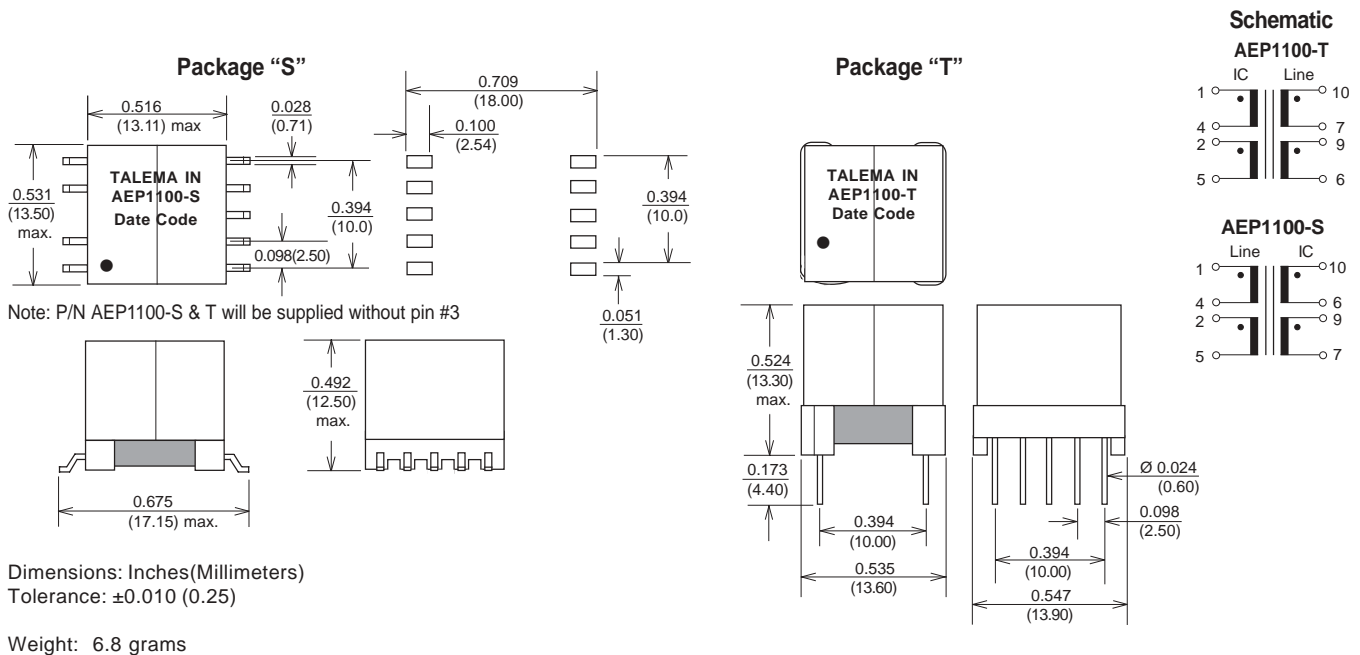 Schematic
AEP1100-T
IC Line
1 10
4 7
2 9
5 6
AEP1100-S
Line IC
1 10
4 6
2 9
5 7
Package “S”
0.516
(13.11) max
0.028
(0.71)
0.709
(18.00)
0.100
(2.54)
TALEMA IN
AEP1100-S
Date Code
0.531
(13.50)
max.
0.394
(10.0)
0.098(2.50)
0.394
(10.0)
0.051
(1.30)
Note: P/N AEP1100-S & T will be supplied without pin #3
0.492
(12.50)
max.
0.675
(17.15) max.
Package “T”
TALEMA IN
AEP1100-T
Date Code
0.524
(13.30)
max.
0.173
(4.40)
0.394
(10.00)
0.535
(13.60)
Ø 0.024
(0.60)
0.098
(2.50)
0.394
(10.00)
0.547
(13.90)
Dimensions: Inches(Millimeters)
Tolerance: ±0.010 (0.25)
Weight: 6.8 grams